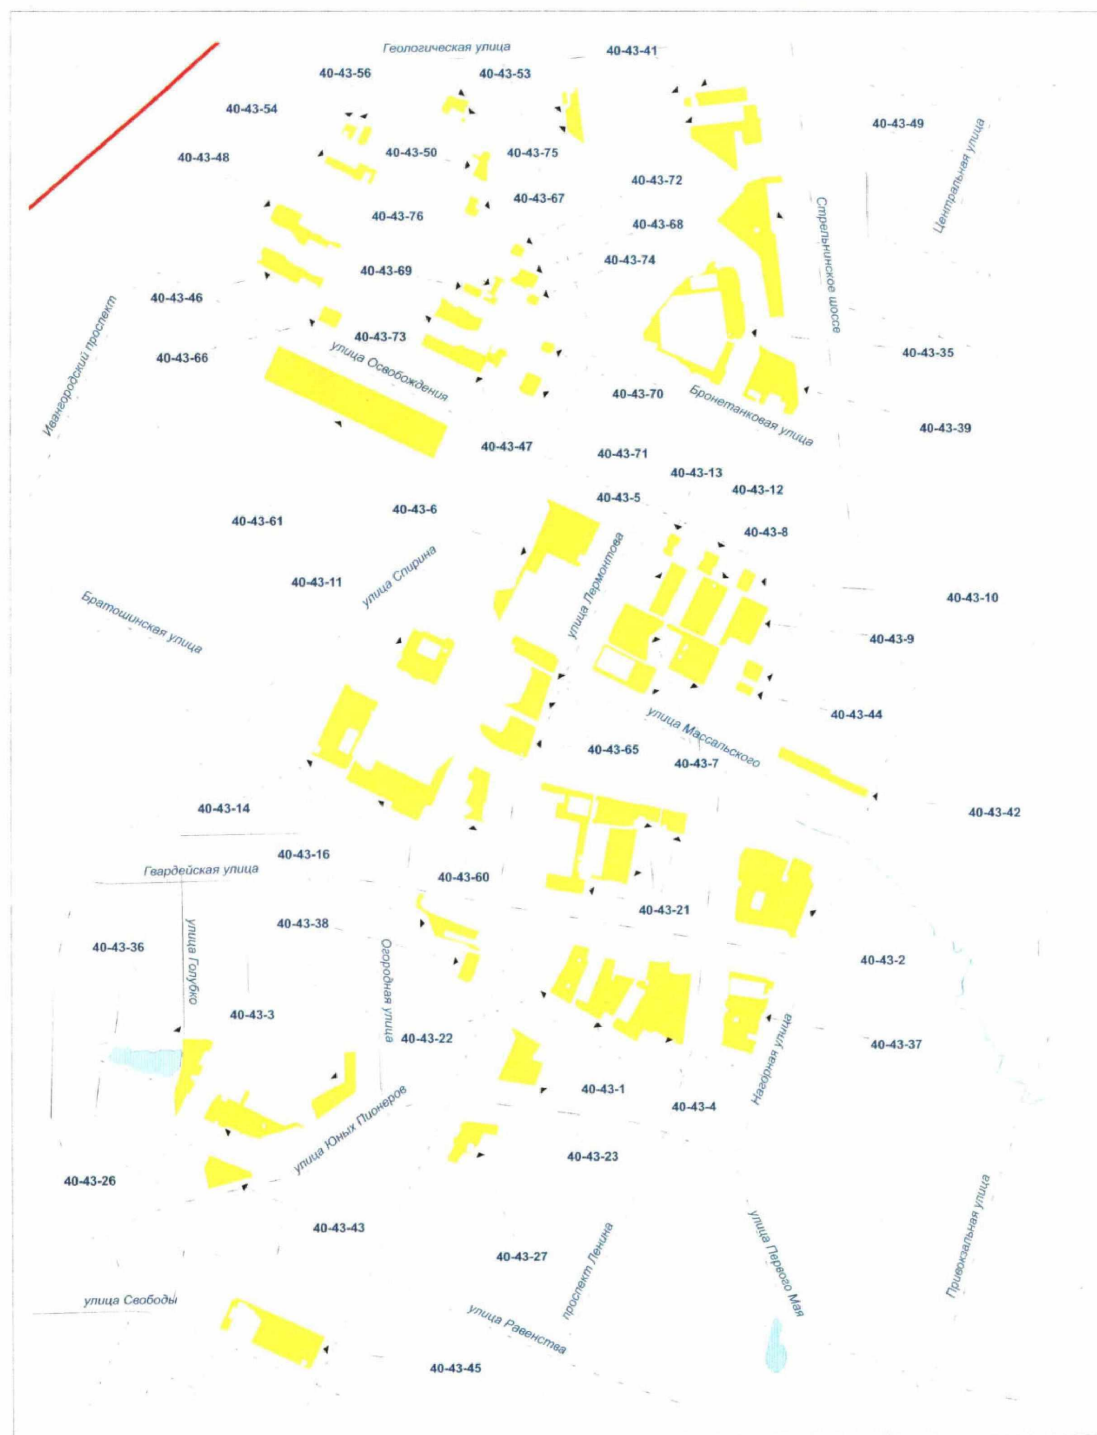 Геологическая улица
40-43-41
40-43-56
40-43-53
40-43-54
40-43-49
40-43-48
40-43-50
40-43-75
Центральная улица
40-43-72
40-43-67
40-43-76
40-43-68
Стрельнинское шоссе
40-43-74
40-43-69
40-43-46
Ивангородский проспект
40-43-73
40-43-66
улица Освобождения
40-43-35
40-43-70
Бронетанковая улица
40-43-39
40-43-47
40-43-71
40-43-13
40-43-12
40-43-5
40-43-6
40-43-61
40-43-8
улица Лермонтова
улица Спирина
40-43-11
40-43-10
Братошинская улица
40-43-9
40-43-44
улица Массальского
40-43-65
40-43-7
40-43-14
40-43-42
40-43-16
Гвардейская улица
40-43-60
40-43-21
40-43-38
40-43-36
улица Голубко
Огородная улица
40-43-2
40-43-3
40-43-22
40-43-37
Нагорная улица
40-43-1
40-43-4
улица Юных Пионеров
40-43-23
40-43-26
40-43-43
40-43-27
проспект Ленина
улица Первого Мая
Привокзальная улица
улица Свободы
улица Равенства
40-43-45